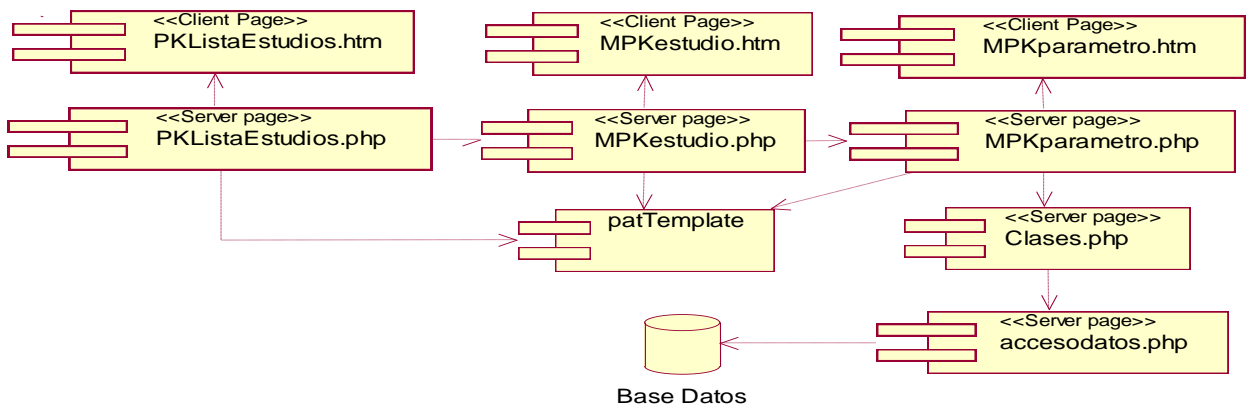 <<Client Page>>
PKListaEstudios.htm
<<Client Page>>
MPKestudio.htm
<<Client Page>>
MPKparametro.htm
<<Server page>>
PKListaEstudios.php
<<Server page>>
MPKestudio.php
<<Server page>>
MPKparametro.php
patTemplate
<<Server page>>
Clases.php
<<Server page>>
accesodatos.php
Base Datos